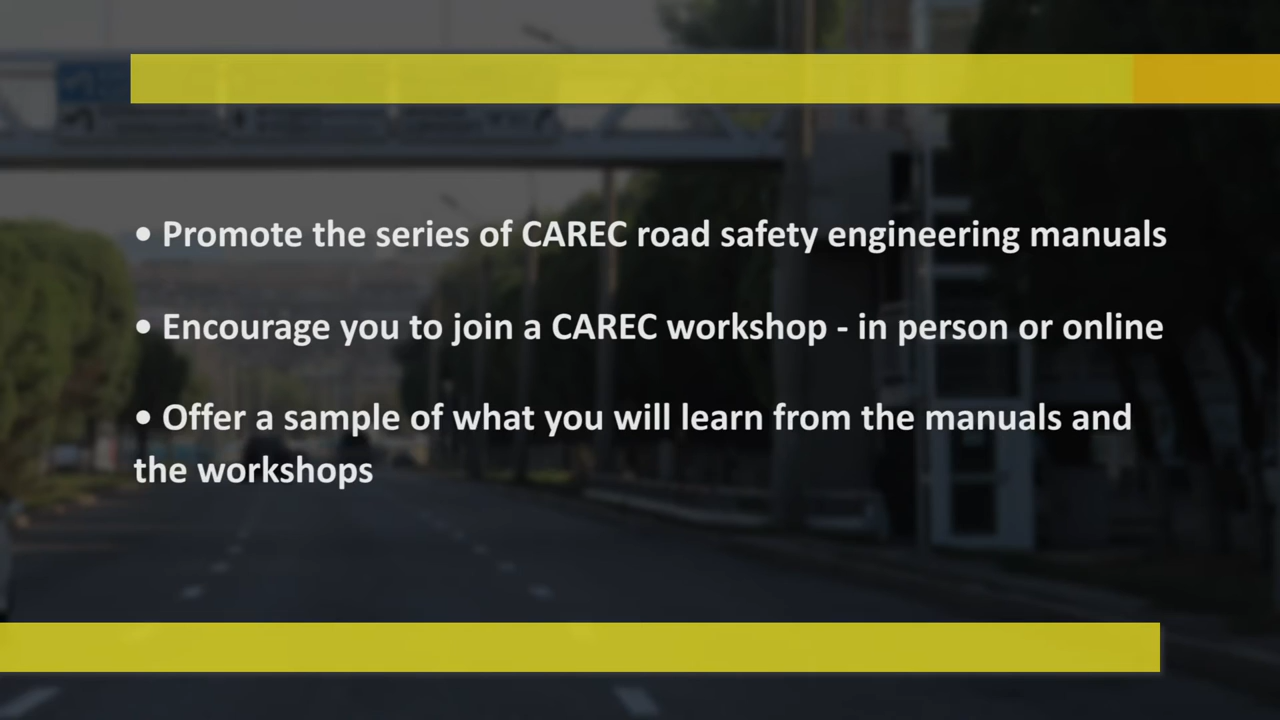 • Promote the series of CAREC road safety engineering manuals
• Encourage you to join a CAREC workshop - in person or online
• Offer a sample of what you will learn from the manuals and
the workshops